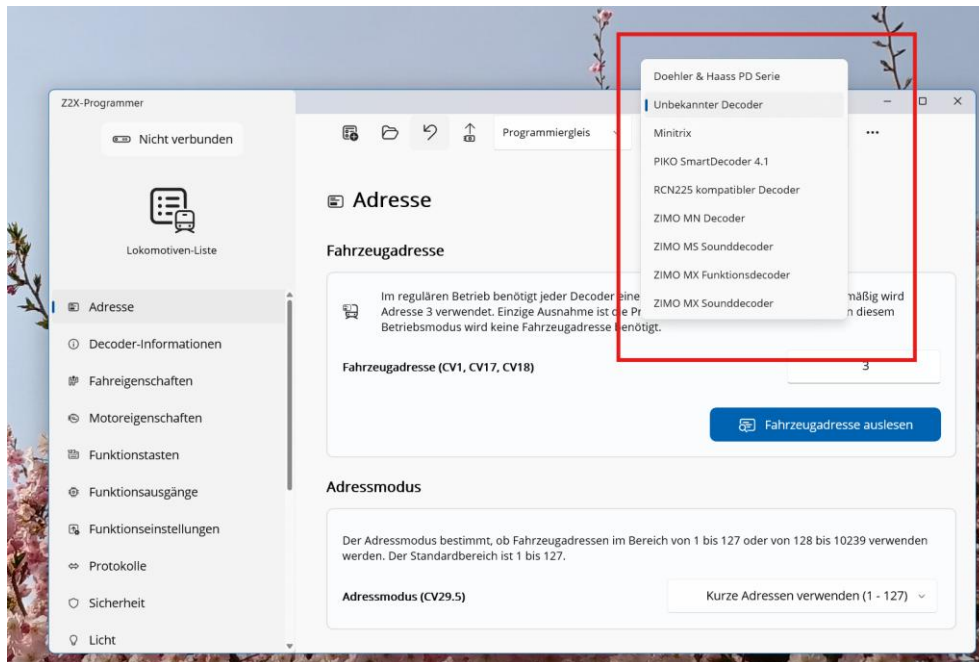 Z2X-Programmer
Nicht verbunden
Lokomotiven-Liste
Adresse
Decoder-Informationen
Fahreigenschaften
Motoreigenschaften
Funktionstasten
Funktionsausgänge
Funktionseinstellungen
Protokolle
Sicherheit
Licht
Programmiergleis
Doehler & Haass PD Serie
Unbekannter Decoder
Minitrix
PIKO SmartDecoder 4.1
RCN225 kompatibler Decoder
ZIMO MN Decoder
ZIMO MS Sounddecoder
ZIMO MX Funktionsdecoder
ZIMO MX Sounddecoder
Adresse
Fahrzeugadresse
Im regulären Betrieb benötigt jeder Decoder eine mäßig wird
Adresse 3 verwendet. Einzige Ausnahme ist die Pr n diesem
Betriebsmodus wird keine Fahrzeugadresse benötigt.
Fahrzeugadresse (CV1, CV17, CV18)
3
Fahrzeugadresse auslesen
Adressmodus
Der Adressmodus bestimmt, ob Fahrzeugadressen im Bereich von 1 bis 127 oder von 128 bis 10239 verwenden
werden. Der Standardbereich ist 1 bis 127.
Adressmodus (CV29.5)
Kurze Adressen verwenden (1 - 127)